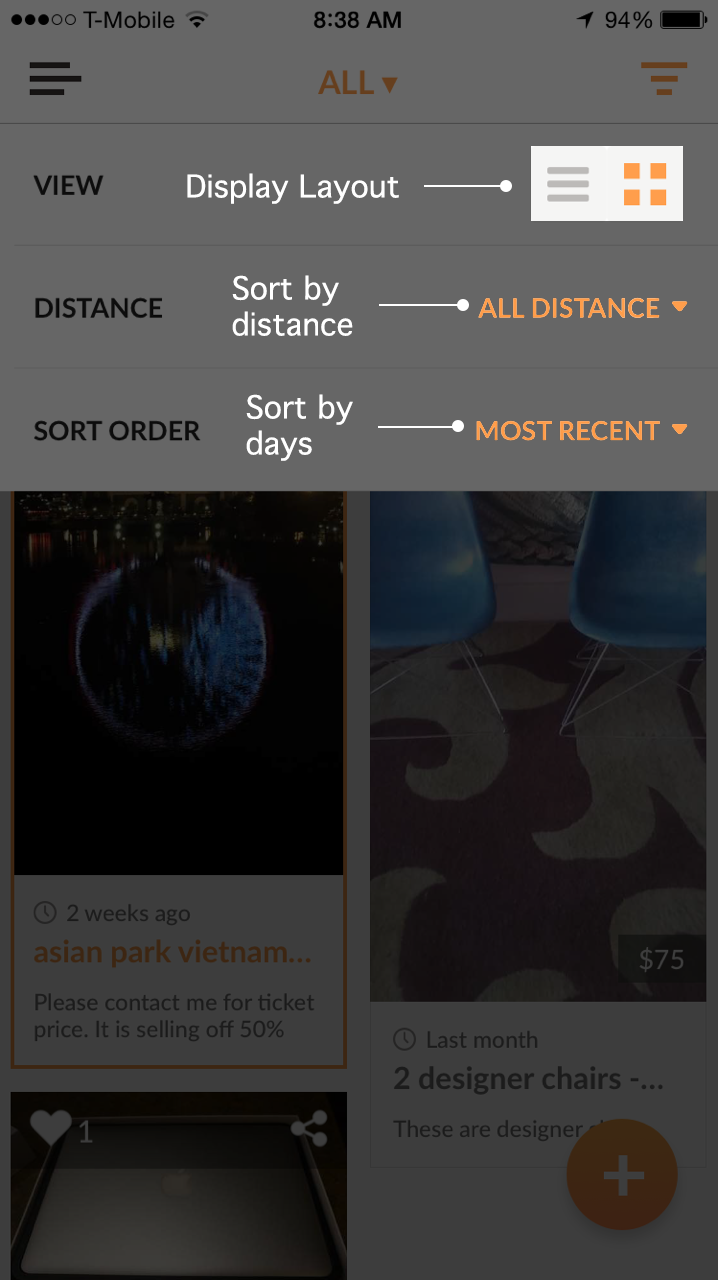 T-Mobile 8:38 AM 94%
ALL ▾
VIEW Display Layout
DISTANCE Sort by distance ALL DISTANCE
SORT ORDER Sort by days MOST RECENT
2 weeks ago
asian park vietnam...
Please contact me for ticket
price. It is selling off 50%
1
$75
Last month
2 designer chairs -...
These are designer